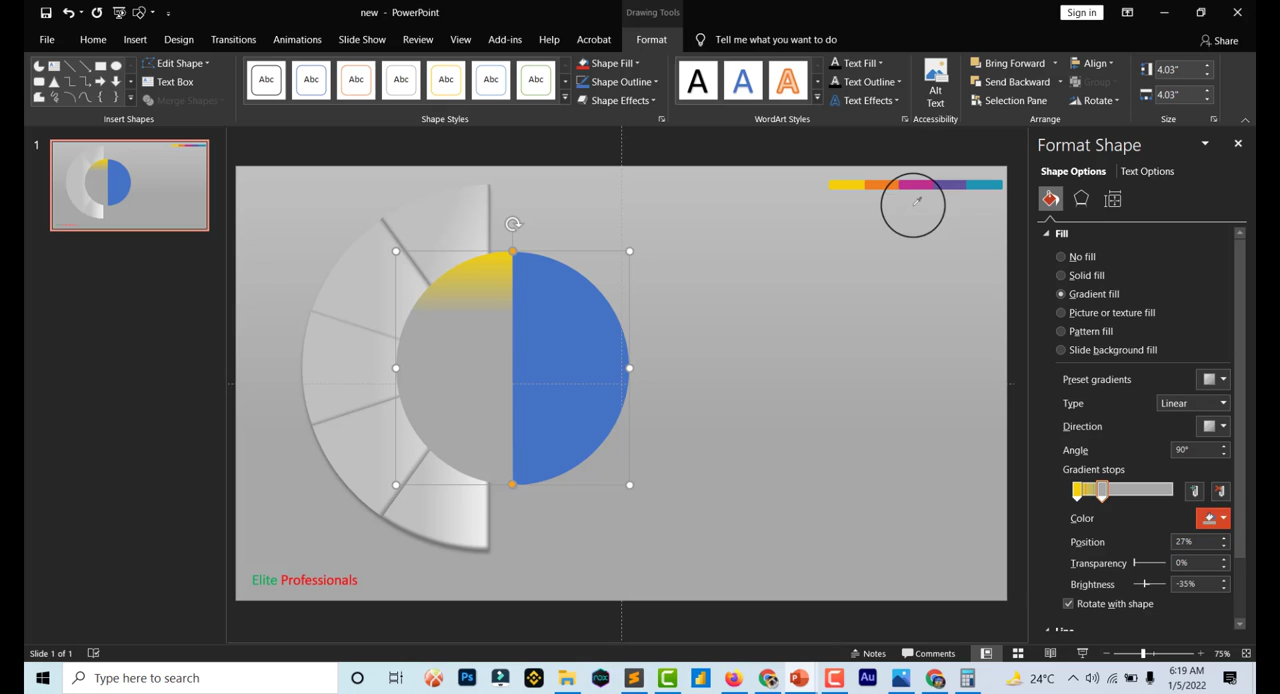 new - PowerPoint
Drawing Tools
Sign in
File Home Insert Design Transitions Animations Slide Show Review View Add-ins Help Acrobat Format Tell me what you want to do Share
Edit Shape
Text Box
Merge Shapes
Insert Shapes
Abc Abc Abc Abc Abc Abc Abc
Shape Fill
Shape Outline
Shape Effects
Shape Styles
A A A
Text Fill
Text Outline
Text Effects
WordArt Styles
Alt
Text
Accessibility
Bring Forward
Send Backward
Selection Pane
Align
Group
Rotate
Arrange
4.03"
4.03"
Size
1
Elite Professionals
Format Shape
Shape Options Text Options
Fill
No fill
Solid fill
Gradient fill
Picture or texture fill
Pattern fill
Slide background fill
Preset gradients
Type Linear
Direction
Angle 90°
Gradient stops
Color
Position 27%
Transparency 0%
Brightness -35%
Rotate with shape
Slide 1 of 1
Notes Comments 75%
Type here to search
Ps
Au
24°C
6:19 AM
1/5/2022